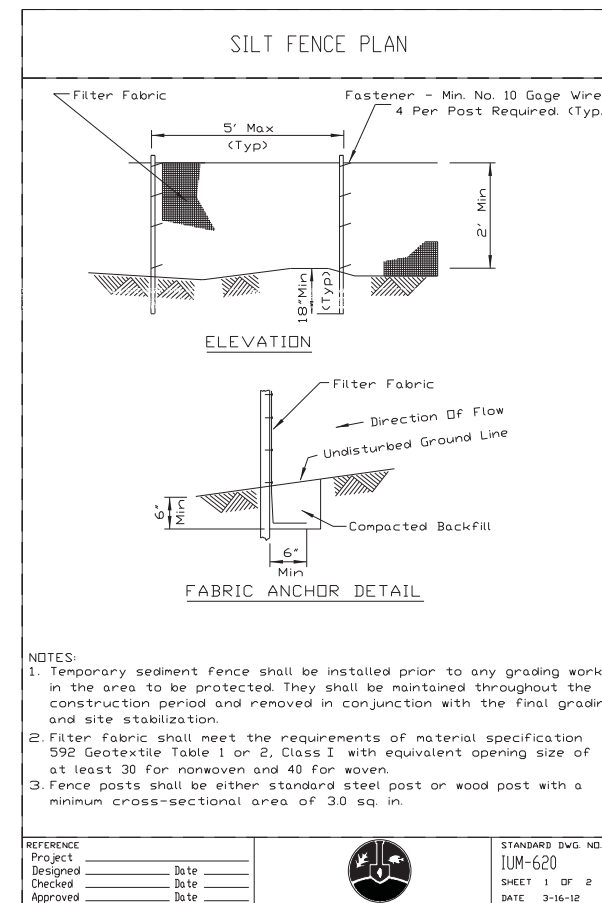 SILT FENCE PLAN
Filter Fabric
Fastener - Min. No. 10 Gage Wire
4 Per Post Required. (Typ.
5' Max
(Typ)
2' Min
18"Min
(Typ)
ELEVATION
Filter Fabric
Direction Of Flow
Undisturbed Ground Line
6"
Min
Compacted Backfill
6"
Min
FABRIC ANCHOR DETAIL
NOTES:
1. Temporary sediment fence shall be installed prior to any grading work
in the area to be protected. They shall be maintained throughout the
construction period and removed in conjunction with the final gradin
and site stabilization.
2. Filter fabric shall meet the requirements of material specification
592 Geotextile Table 1 or 2, Class I with equivalent opening size of
at least 30 for nonwoven and 40 for woven.
3. Fence posts shall be either standard steel post or wood post with a
minimum cross-sectional area of 3.0 sq. in.
REFERENCE
Project
Designed Date
Checked Date
Approved Date
STANDARD DWG. NO.
IUM-620
SHEET 1 OF 2
DATE 3-16-12